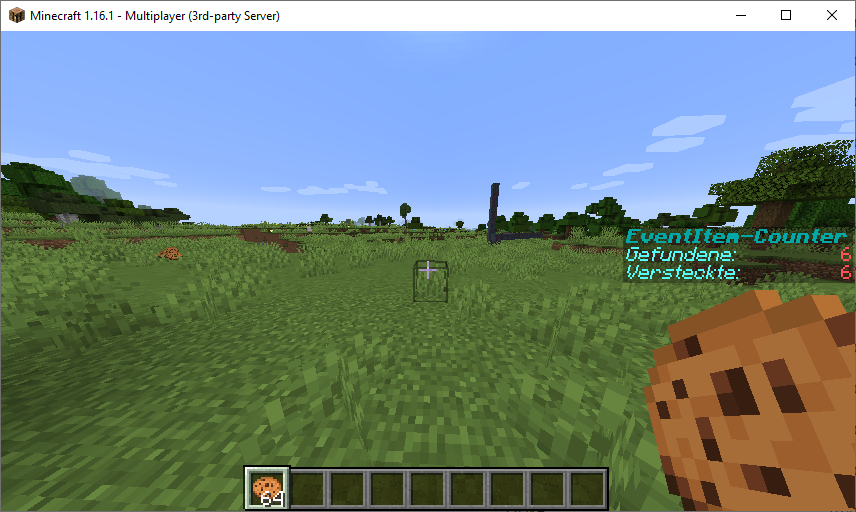 Minecraft 1.16.1 - Multiplayer (3rd-party Server)
EventItem-Counter
Gefundene: 6
Versteckte: 6
64